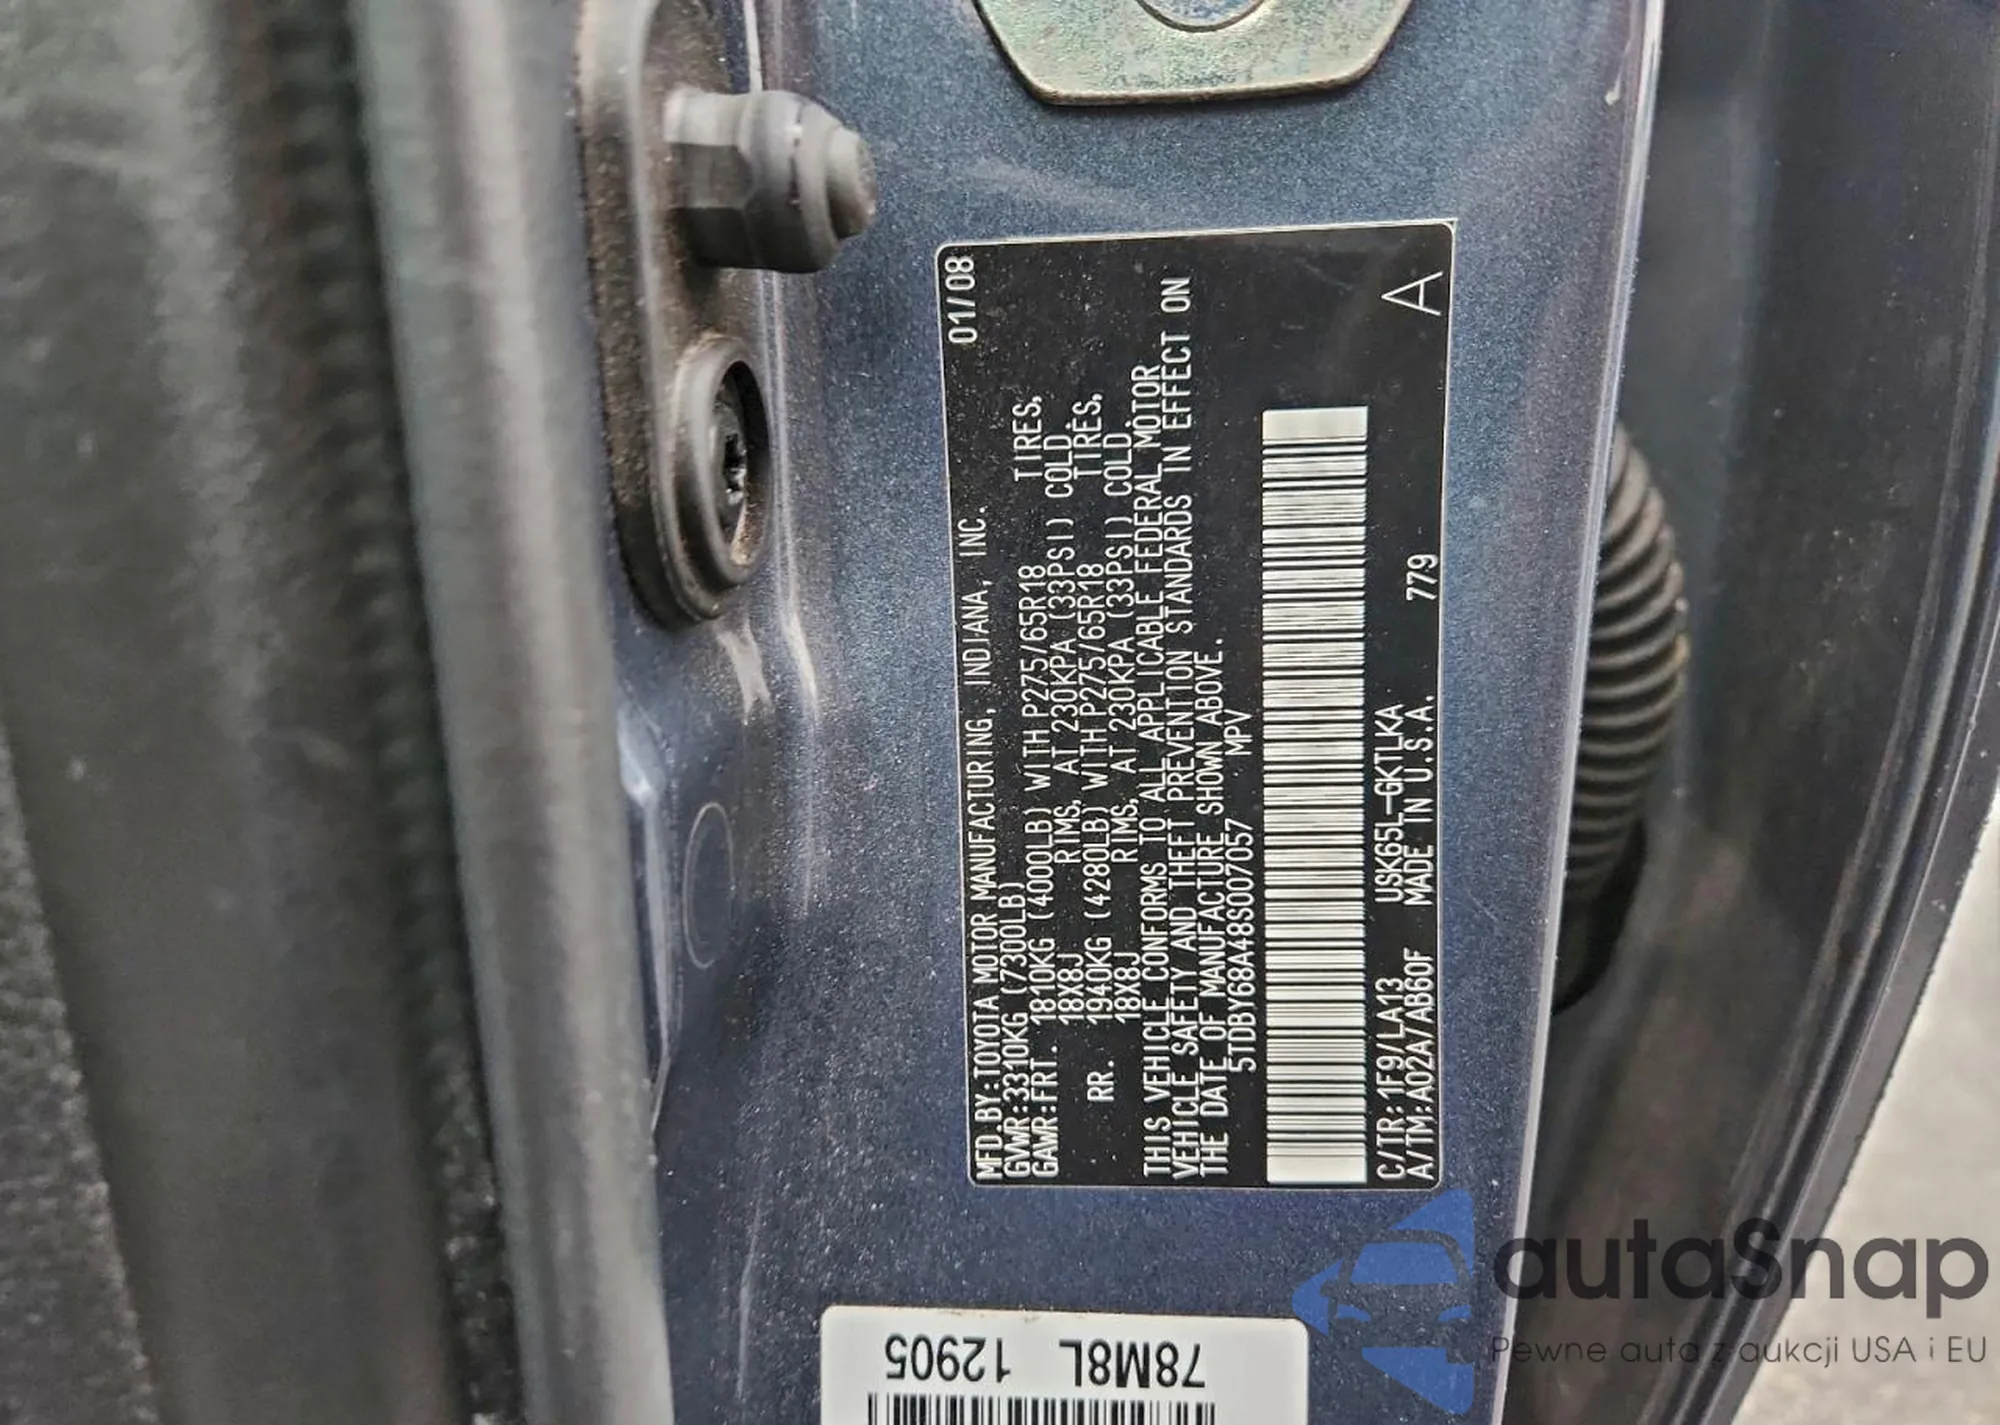 MFD.BY:TOYOTA MOTOR MANUFACTURING, INDIANA, INC. 01/08
GVWR:3310KG (7300LB)
GAWR:FRT. 1810KG (4000LB) WITH P275/65R18 TIRES,
18X8J RIMS, AT 230KPA (33PSI) COLD.
RR. 1940KG (4280LB) WITH P275/65R18 TIRES,
18X8J RIMS, AT 230KPA (33PSI) COLD.
THIS VEHICLE CONFORMS TO ALL APPLICABLE FEDERAL MOTOR
VEHICLE SAFETY AND THEFT PREVENTION STANDARDS IN EFFECT ON
THE DATE OF MANUFACTURE SHOWN ABOVE.
5TDBY68A48S007057 MPV
C/TR:1F9/LA13 USK65L-GKTLKA
A/TM:A02A/AB60F MADE IN U.S.A. 779 A
78M8L 12905
autaSnap
Pewne auta z aukcji USA i EU